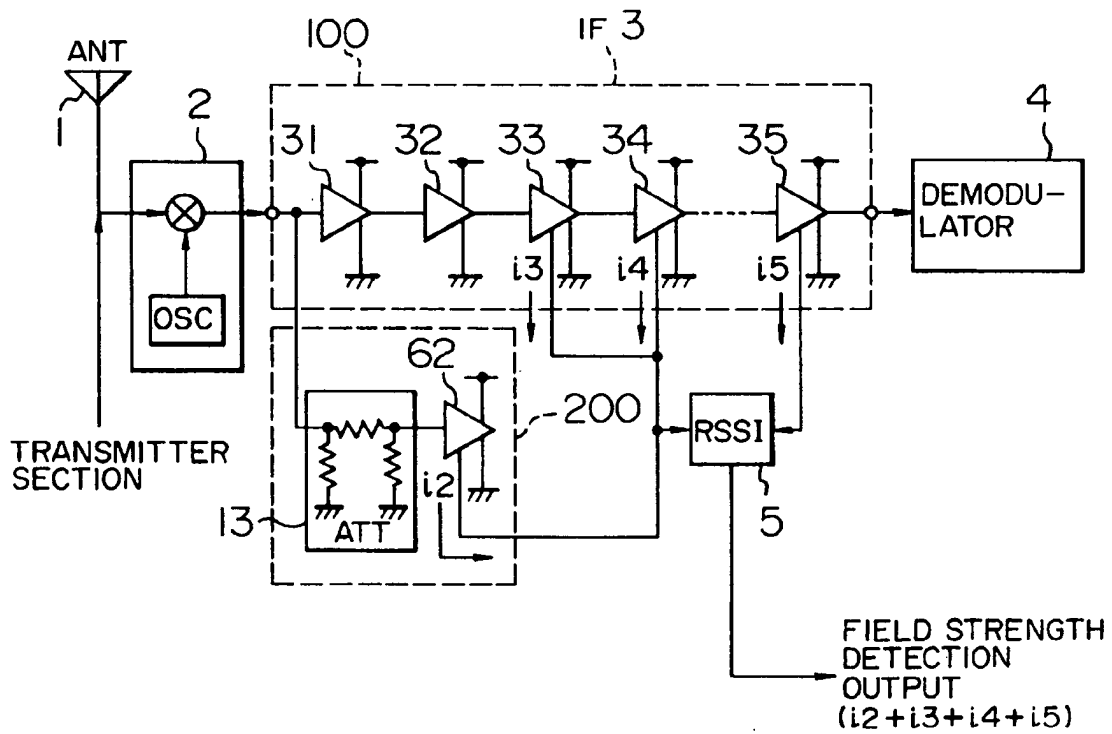 ANT
1
2
OSC
TRANSMITTER
SECTION
100
IF 3
31
32
33
34
35
i3
i4
i5
4
DEMODU-
LATOR
62
200
13
ATT
i2
RSSI
5
FIELD STRENGTH
DETECTION
OUTPUT
(i2+i3+i4+i5)